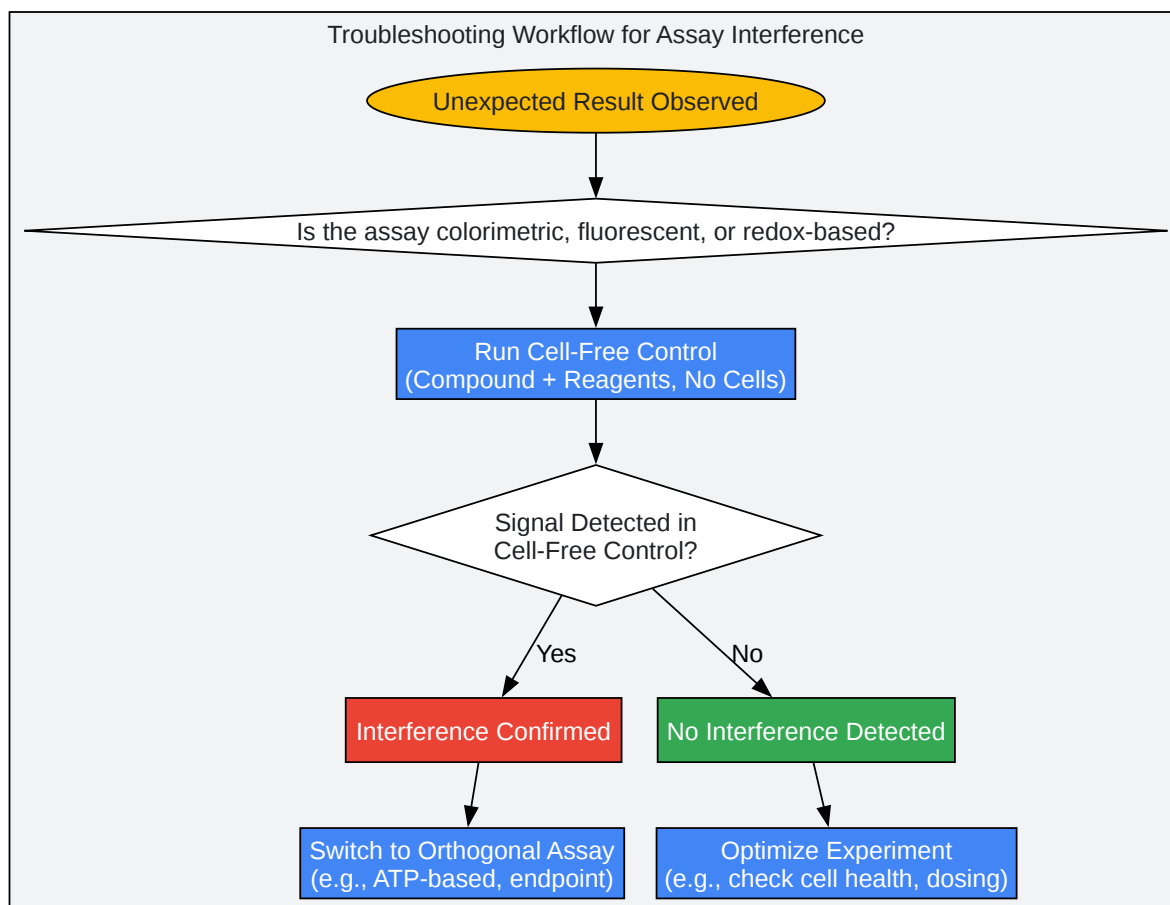 Troubleshooting Workflow for Assay Interference
Unexpected Result Observed
Is the assay colorimetric, fluorescent, or redox-based?
Run Cell-Free Control
(Compound + Reagents, No Cells)
Signal Detected in
Cell-Free Control?
Yes
No
Interference Confirmed
No Interference Detected
Switch to Orthogonal Assay
(e.g., ATP-based, endpoint)
Optimize Experiment
(e.g., check cell health, dosing)